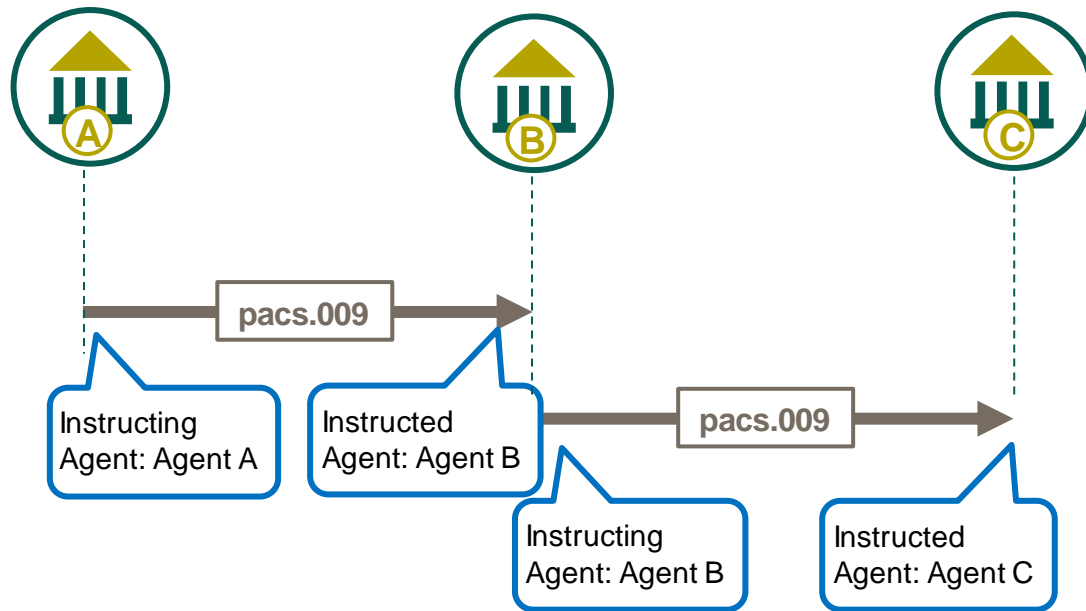 A
B
C
pacs.009
Instructing
Agent: Agent A
Instructed
Agent: Agent B
pacs.009
Instructing
Agent: Agent B
Instructed
Agent: Agent C